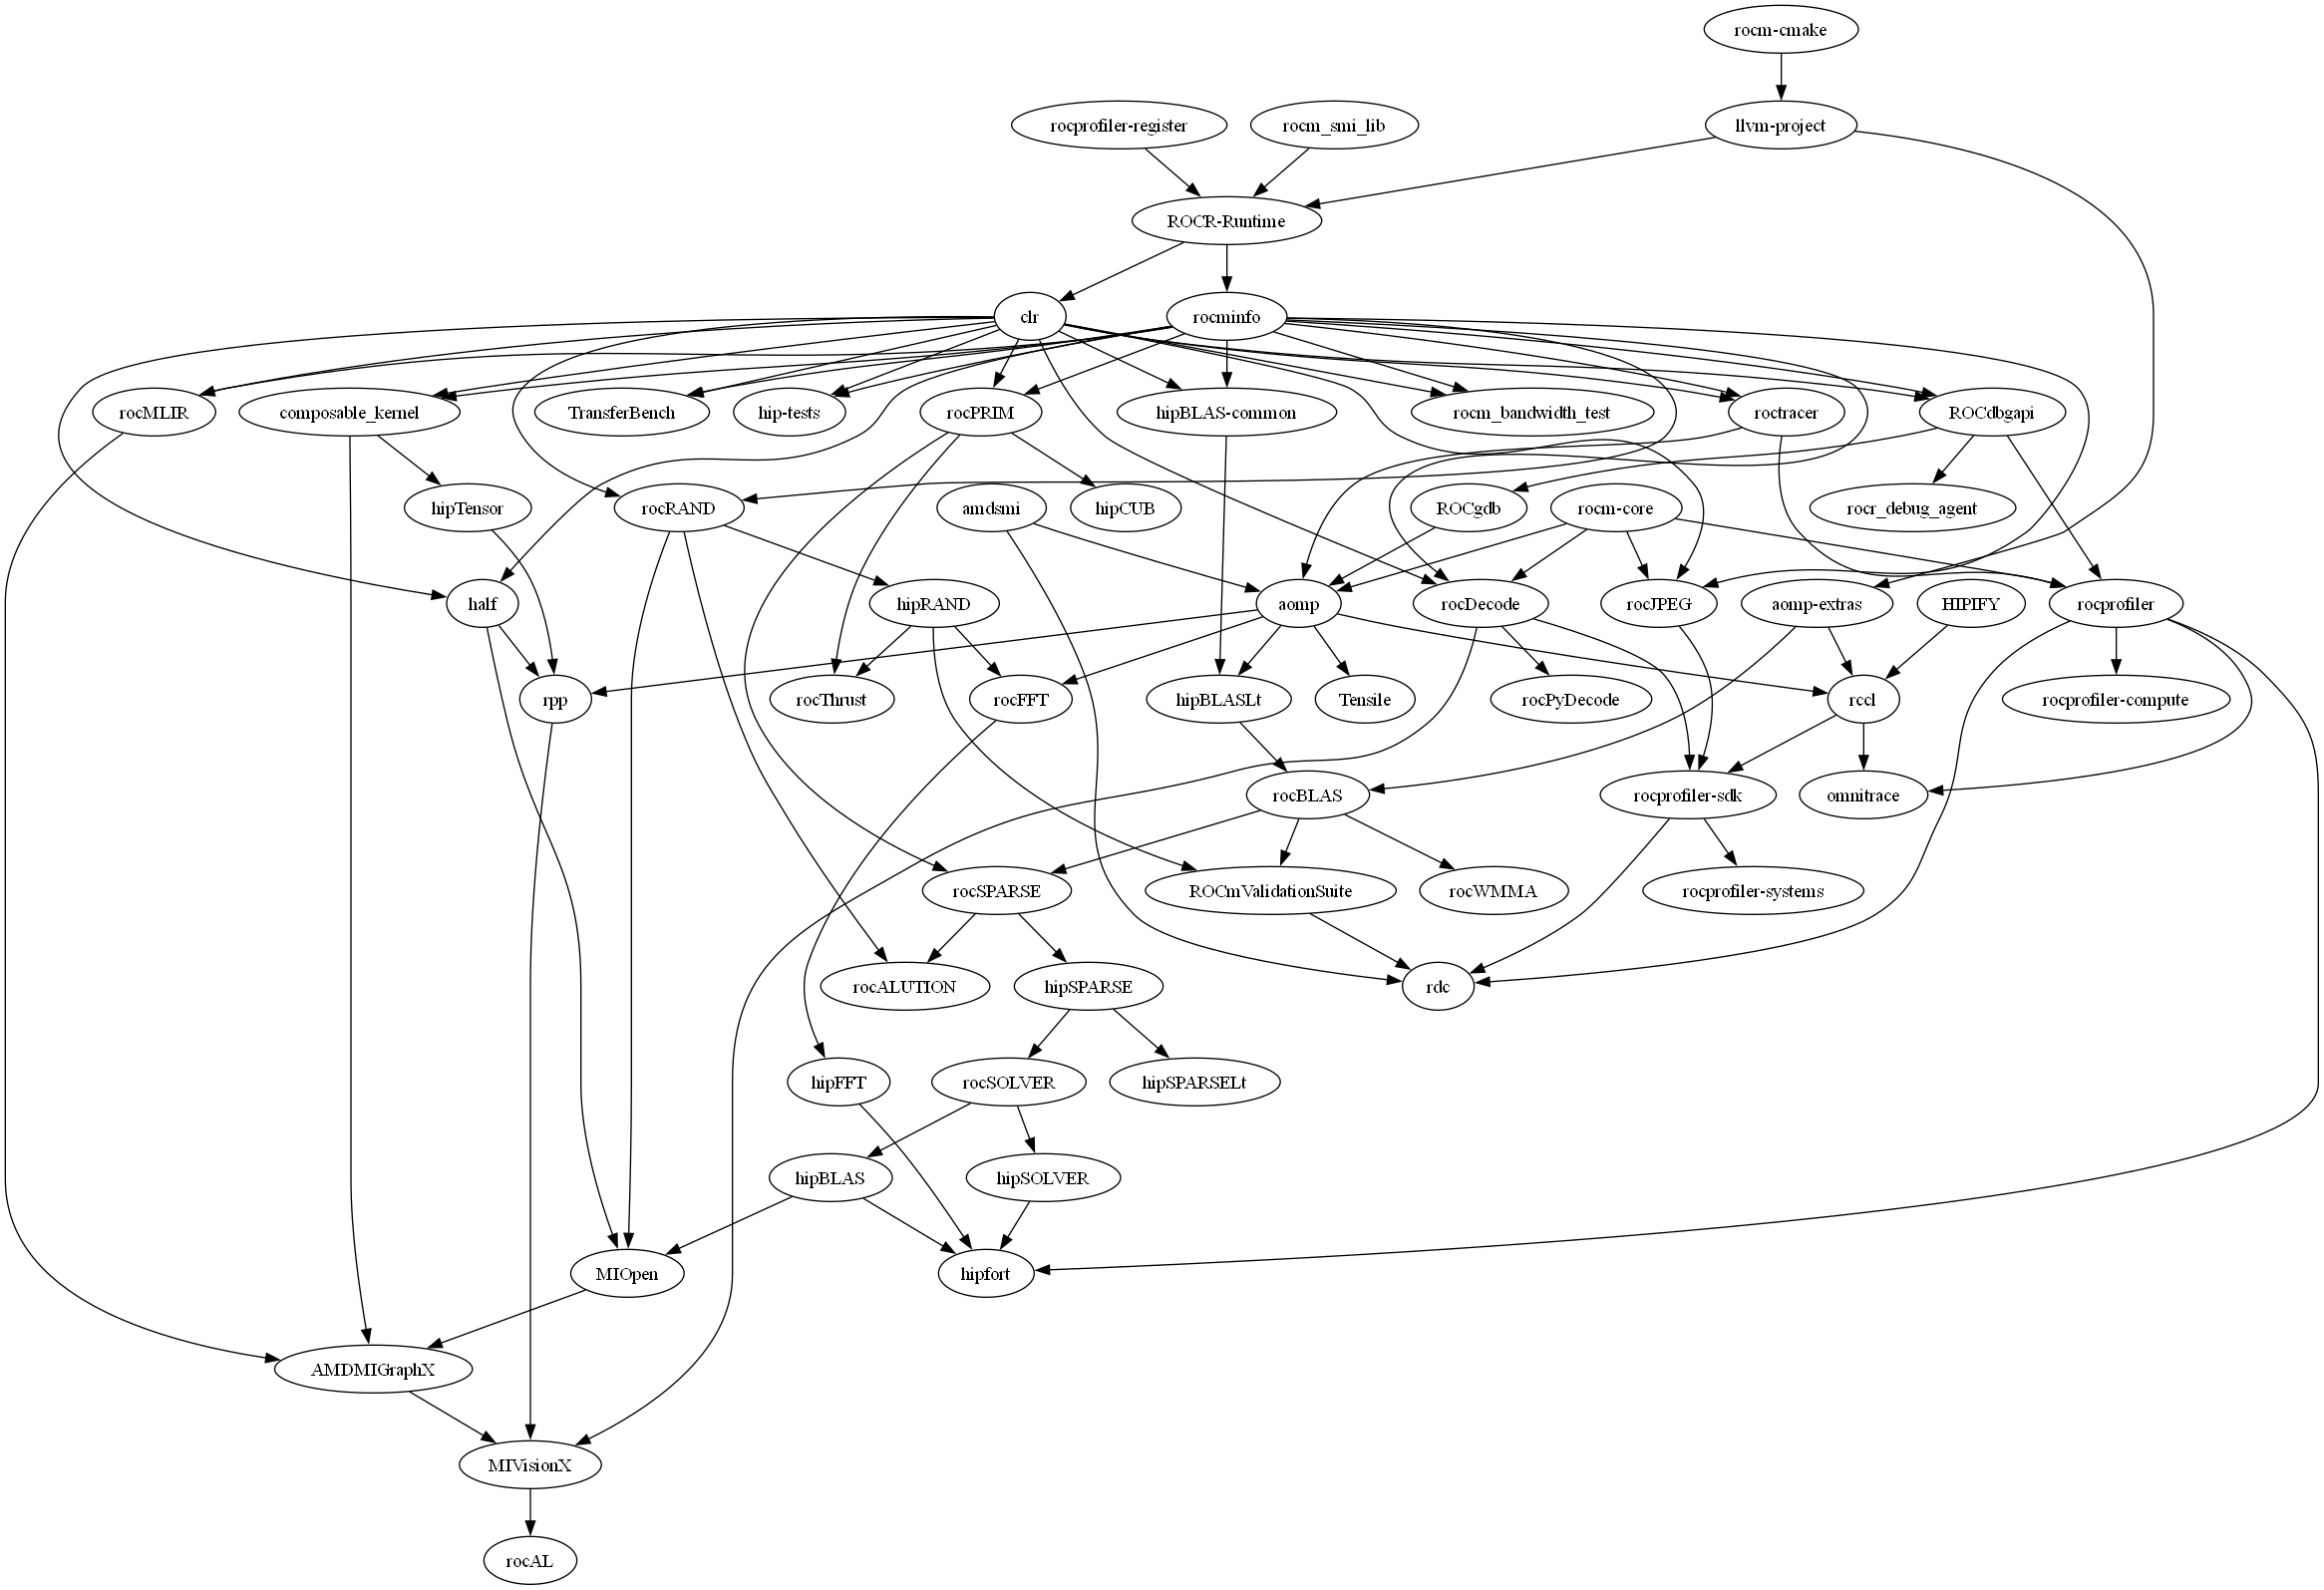 rocm-cmake
rocprofiler-register
rocm_smi_lib
llvm-project
ROCR-Runtime
clr
rocminfo
rocMLIR
composable_kernel
TransferBench
hip-tests
rocPRIM
hipBLAS-common
rocm_bandwidth_test
roctracer
ROCdbgapi
hipTensor
rocRAND
amdsmi
hipCUB
ROCgdb
rocm-core
rocr_debug_agent
half
hipRAND
aomp
rocDecode
rocJPEG
aomp-extras
HIPIFY
rocprofiler
rpp
rocThrust
rocFFT
hipBLASLt
Tensile
rocPyDecode
rccl
rocprofiler-compute
rocBLAS
rocprofiler-sdk
omnitrace
rocSPARSE
ROCmValidationSuite
rocWMMA
rocprofiler-systems
rocALUTION
hipSPARSE
rdc
hipFFT
rocSOLVER
hipSPARSELt
hipBLAS
hipSOLVER
MIOpen
hipfort
AMDMIGraphX
MIVisionX
rocAL